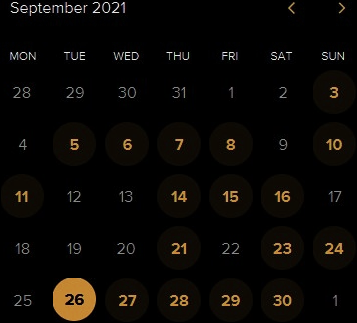 September 2021
MON TUE WED THU FRI SAT SUN
28 29 30 31 1 2 3
4 5 6 7 8 9 10
11 12 13 14 15 16 17
18 19 20 21 22 23 24
25 26 27 28 29 30 1